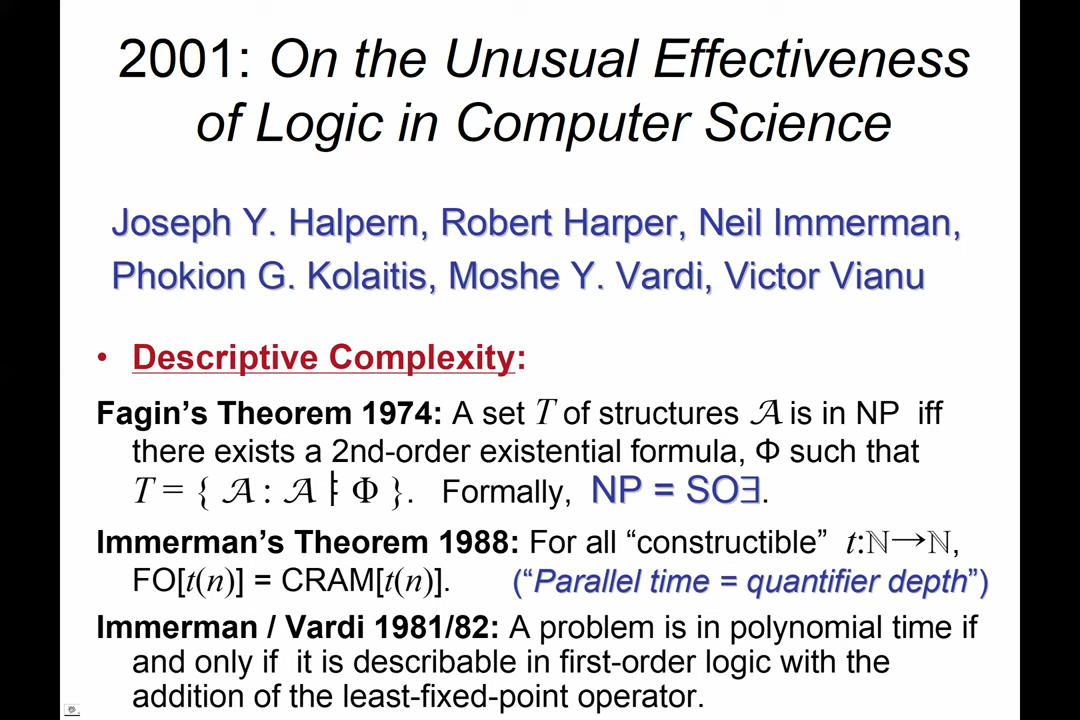 2001: On the Unusual Effectiveness
of Logic in Computer Science
Joseph Y. Halpern, Robert Harper, Neil Immerman,
Phokion G. Kolaitis, Moshe Y. Vardi, Victor Vianu
• Descriptive Complexity:
Fagin’s Theorem 1974: A set T of structures 𝒜 is in NP iff
there exists a 2nd-order existential formula, Φ such that
T = { 𝒜 : 𝒜 ⊧ Φ }. Formally, NP = SO∃.
Immerman’s Theorem 1988: For all “constructible” t:ℕ→ℕ,
FO[t(n)] = CRAM[t(n)]. (“Parallel time = quantifier depth”)
Immerman / Vardi 1981/82: A problem is in polynomial time if
and only if it is describable in first-order logic with the
addition of the least-fixed-point operator.